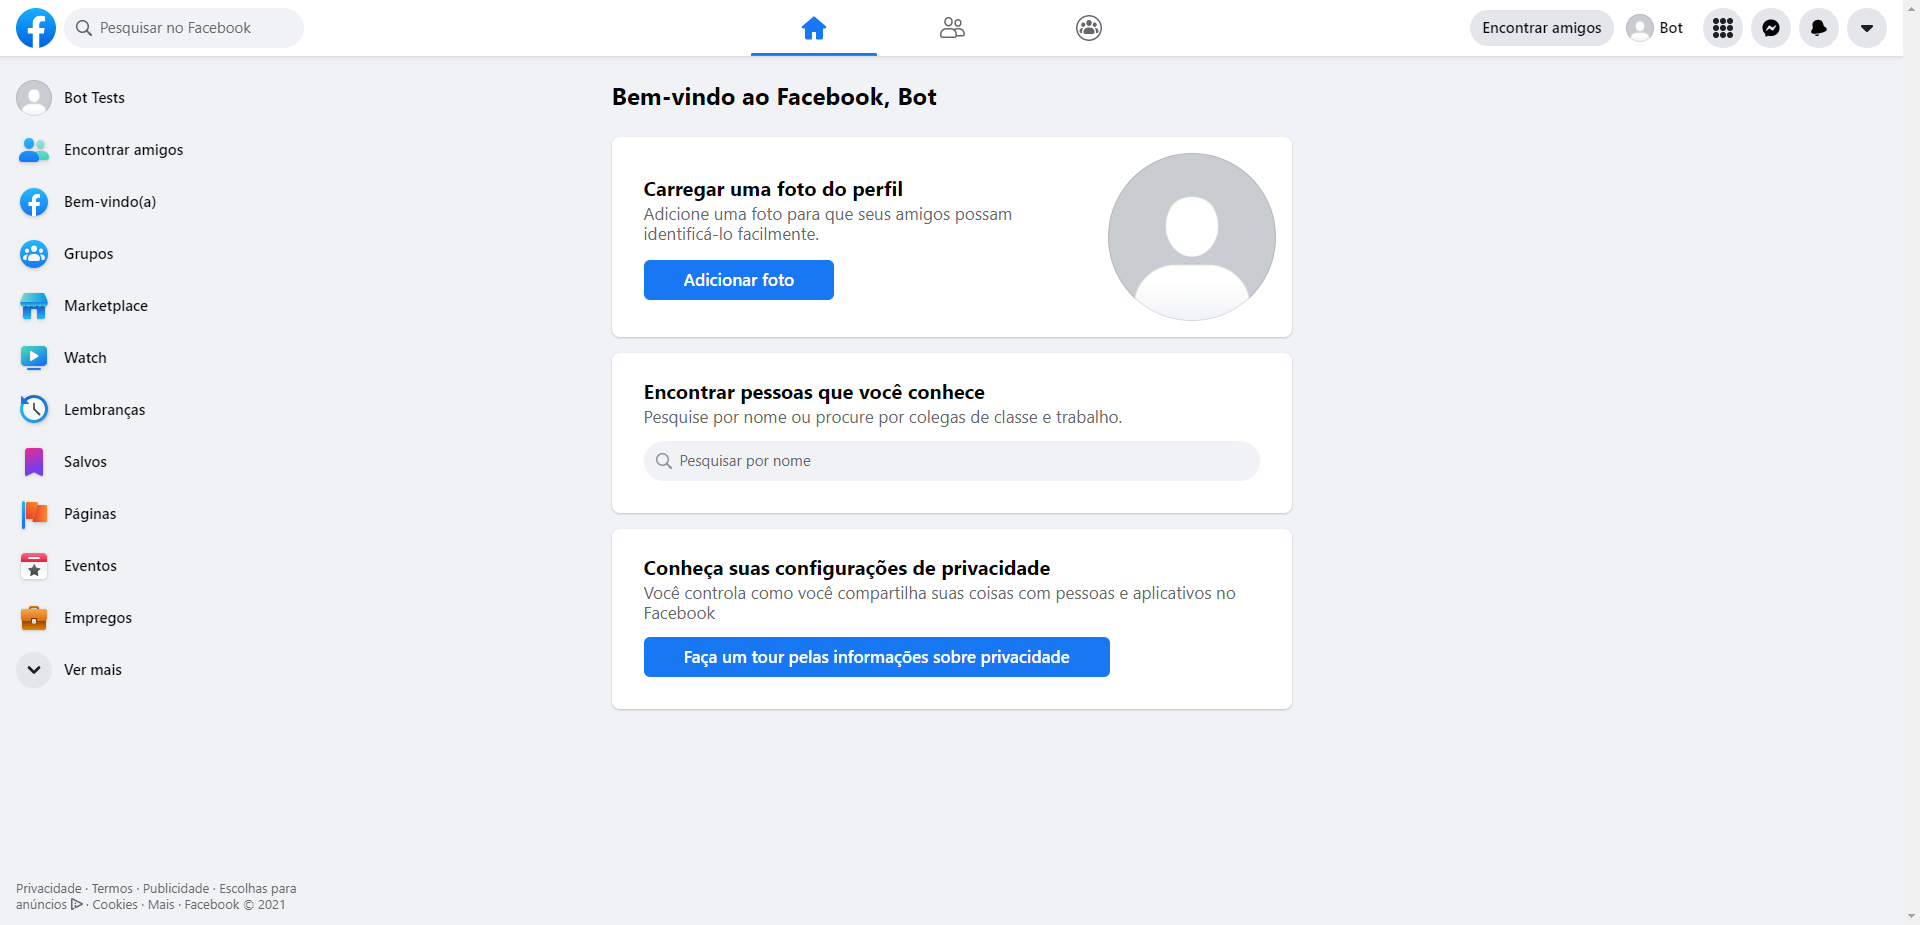 Pesquisar no Facebook
Encontrar amigos
Bot
Bot Tests
Encontrar amigos
Bem-vindo(a)
Grupos
Marketplace
Watch
Lembranças
Salvos
Páginas
Eventos
Empregos
Ver mais
Bem-vindo ao Facebook, Bot
Carregar uma foto do perfil
Adicione uma foto para que seus amigos possam
identificá-lo facilmente.
Adicionar foto
Encontrar pessoas que você conhece
Pesquise por nome ou procure por colegas de classe e trabalho.
Pesquisar por nome
Conheça suas configurações de privacidade
Você controla como você compartilha suas coisas com pessoas e aplicativos no
Facebook
Faça um tour pelas informações sobre privacidade
Privacidade · Termos · Publicidade · Escolhas para
anúncios · Cookies · Mais · Facebook © 2021